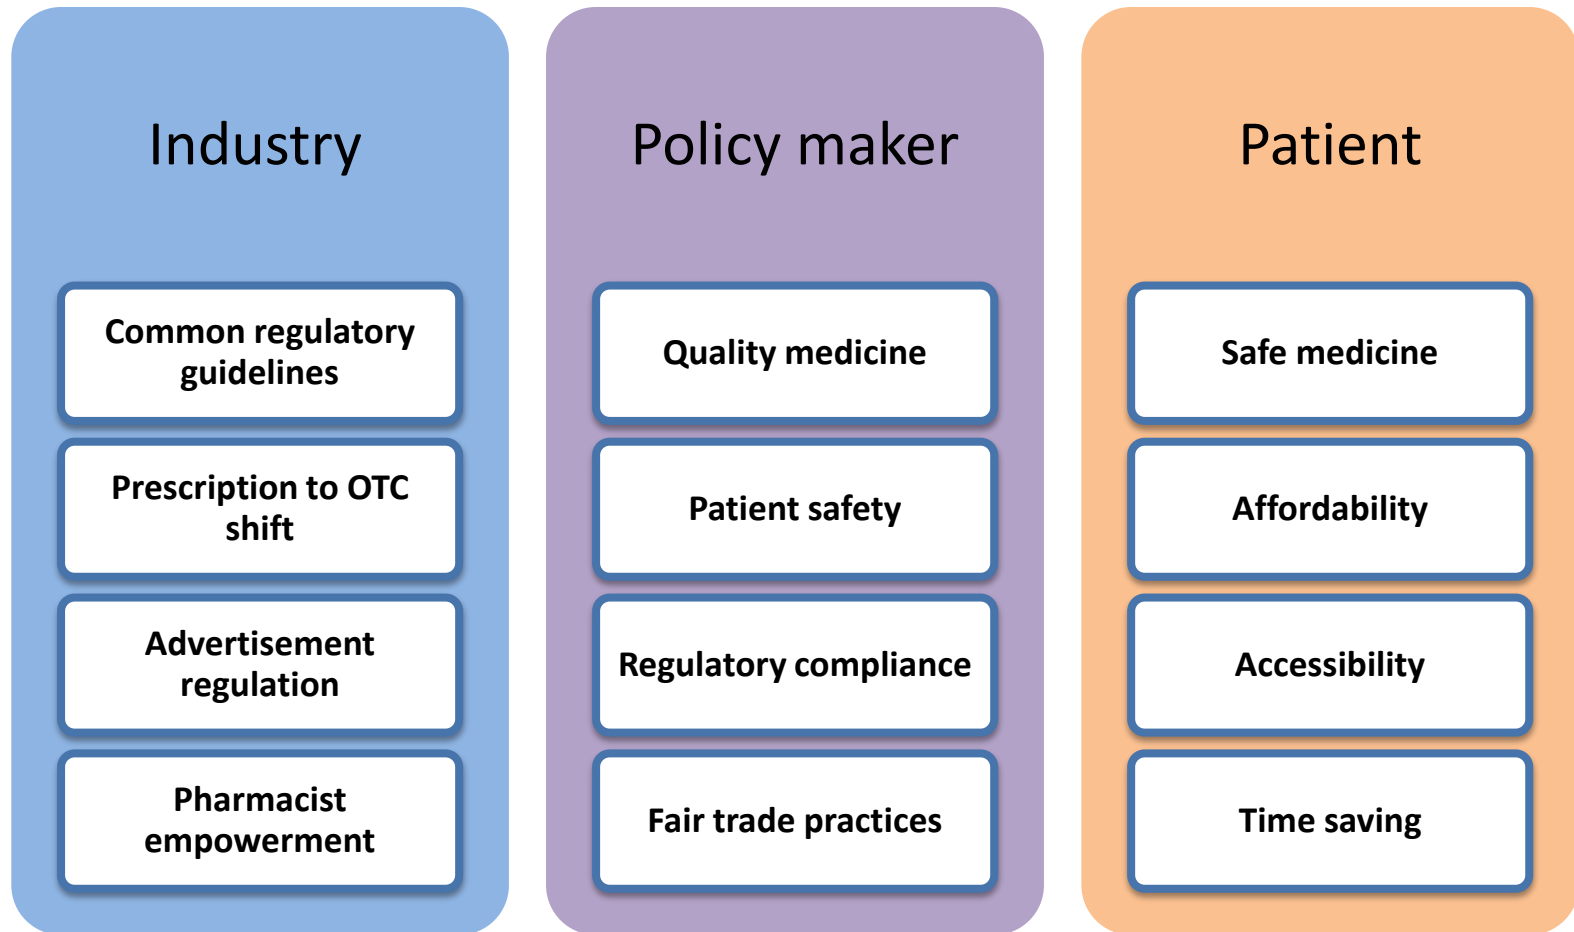 Industry
Common regulatory
guidelines
Prescription to OTC
shift
Advertisement
regulation
Pharmacist
empowerment
Policy maker
Quality medicine
Patient safety
Regulatory compliance
Fair trade practices
Patient
Safe medicine
Affordability
Accessibility
Time saving